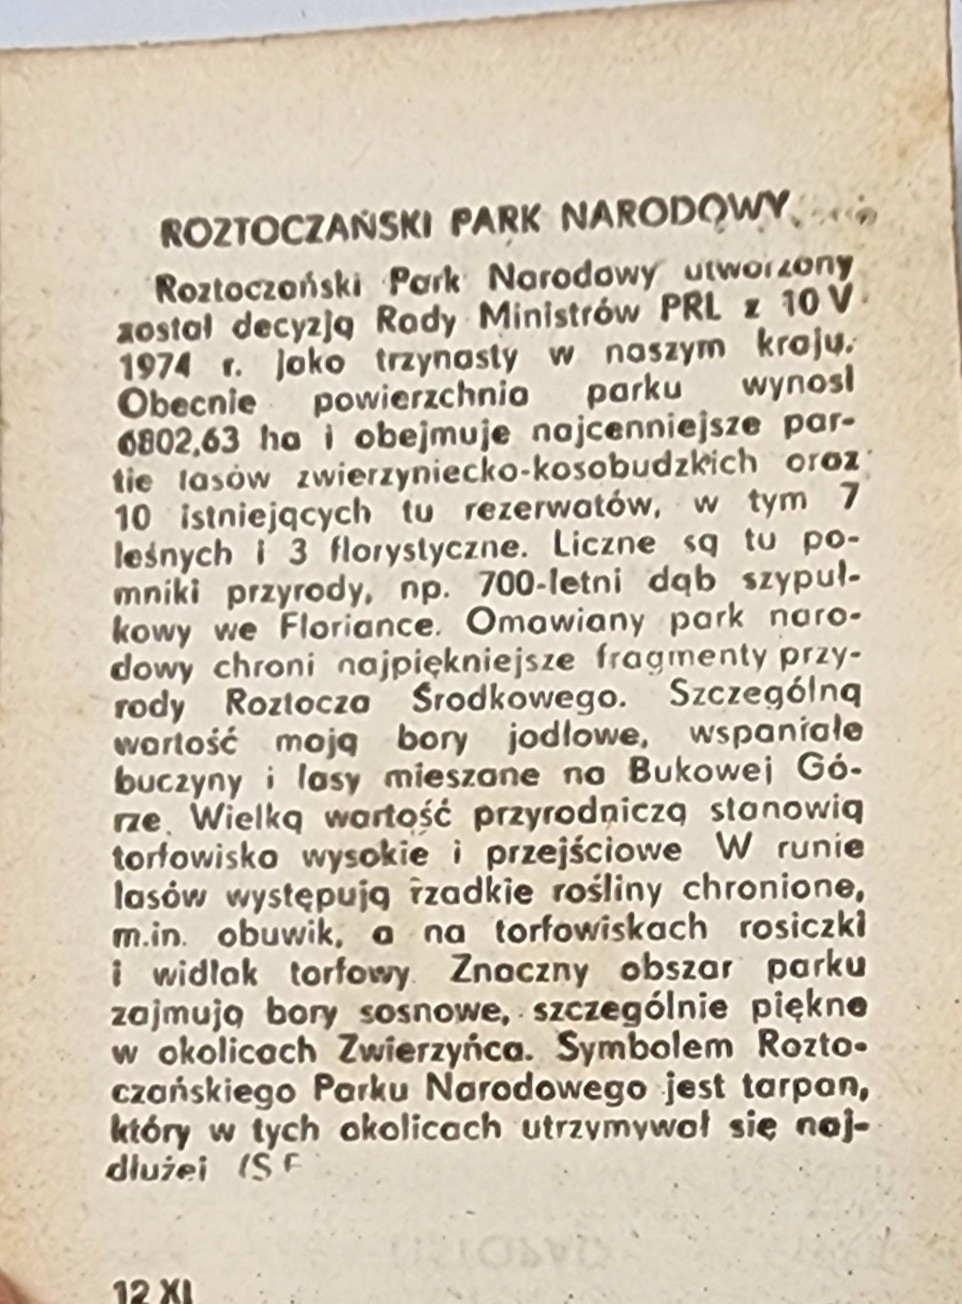 ROZTOCZAŃSKI PARK NARODOWY
Roztoczański Park Narodowy utworzony
został decyzją Rady Ministrów PRL z 10 V
1974 r. jako trzynasty w naszym kraju.
Obecnie powierzchnia parku wynosi
6802,63 ha i obejmuje najcenniejsze par-
tie lasów zwierzyniecko-kosobudzkich oraz
10 istniejących tu rezerwatów, w tym 7
leśnych i 3 florystyczne. Liczne są tu po-
mniki przyrody, np. 700-letni dąb szypuł-
kowy we Floriance. Omawiany park naro-
dowy chroni najpiękniejsze fragmenty przy-
rody Roztocza Środkowego. Szczególną
wartość mają bory jodłowe, wspaniałe
buczyny i lasy mieszane na Bukowej Gó-
rze. Wielką wartość przyrodniczą stanowią
torfowiska wysokie i przejściowe W runie
lasów występują rzadkie rośliny chronione,
m.in. obuwik, a na torfowiskach rosiczki
i widłak torfowy Znaczny obszar parku
zajmują bory sosnowe, szczególnie piękne
w okolicach Zwierzyńca. Symbolem Rozto-
czańskiego Parku Narodowego jest tarpan,
który w tych okolicach utrzymywał się naj-
dłużej (S
12 XI